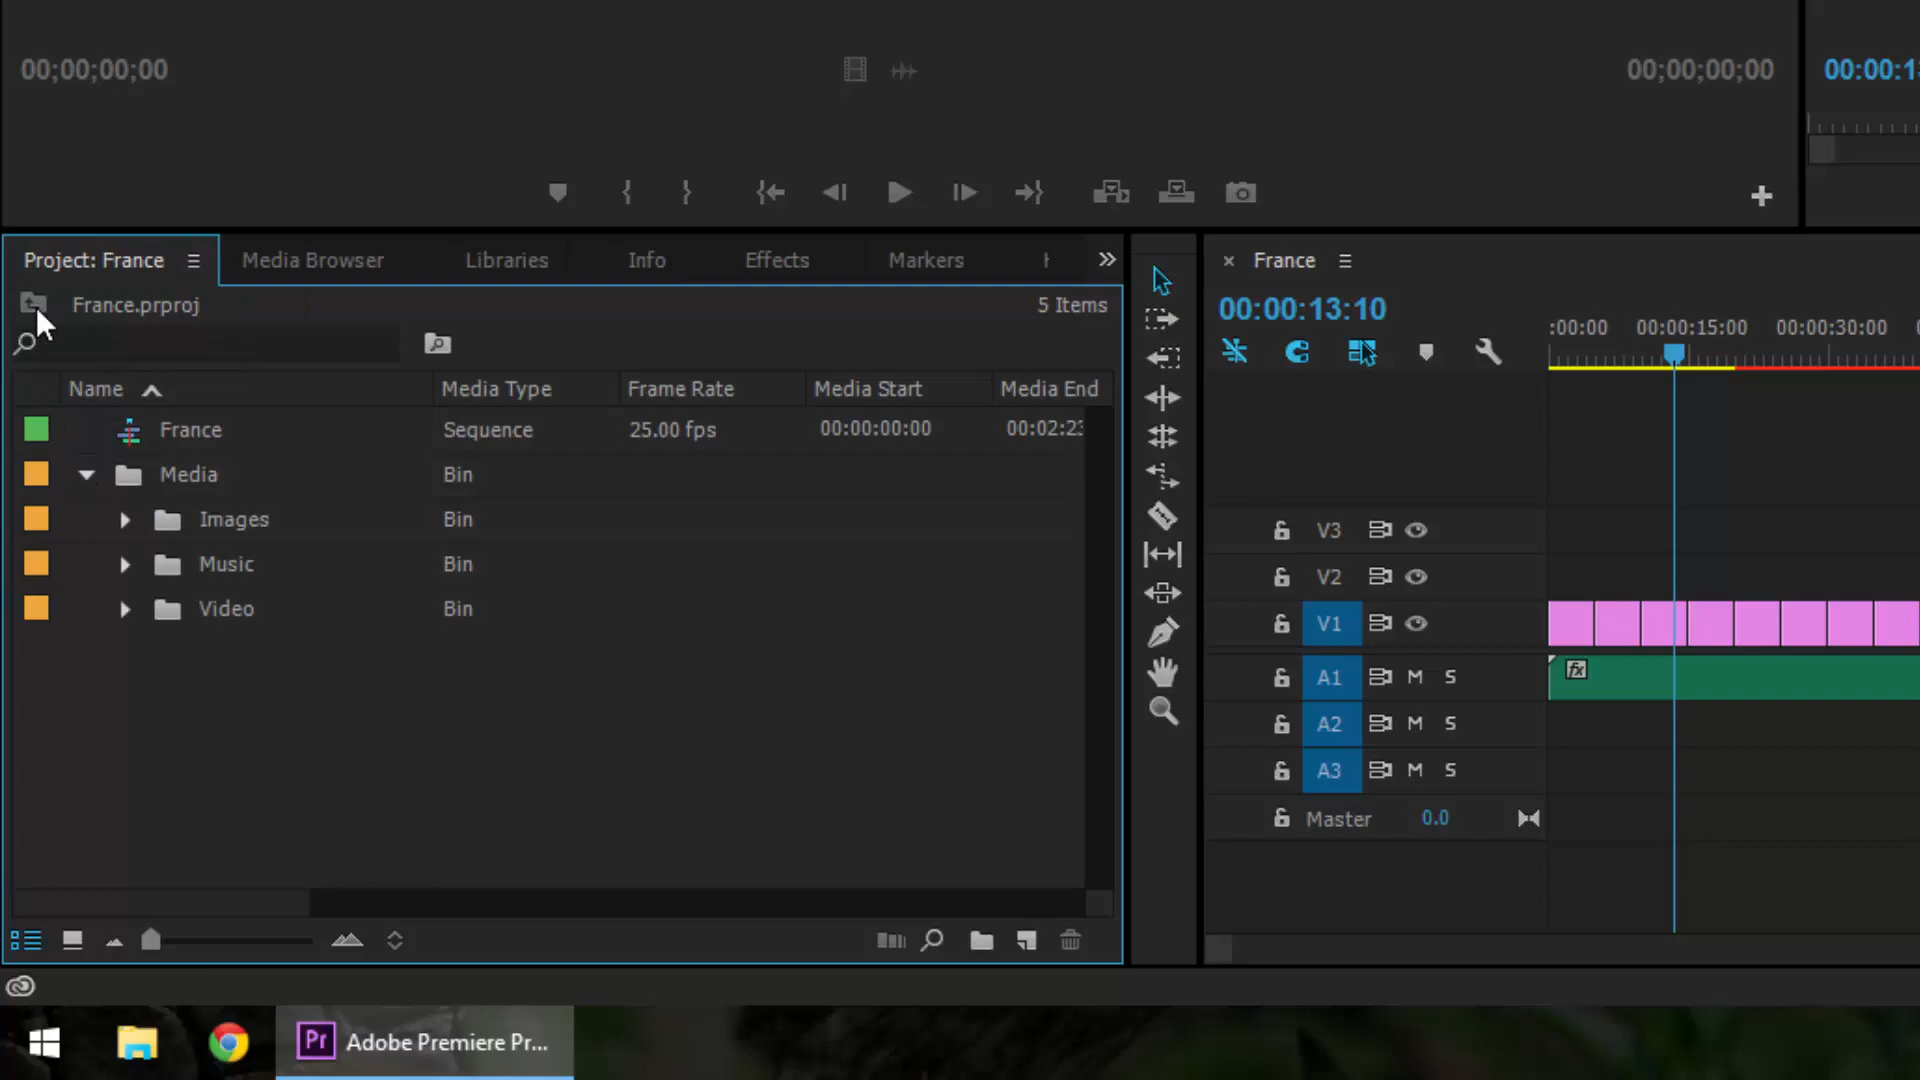 00;00;00;00
00;00;00;00
Project: France
Media Browser
Libraries
Info
Effects
Markers
France.prproj
5 Items
Name
Media Type
Frame Rate
Media Start
Media End
France
Sequence
25.00 fps
00:00:00:00
Media
Bin
Images
Bin
Music
Bin
Video
Bin
France
00:00:13:10
:00:00
00:00:15:00
00:00:30:00
V3
V2
V1
fx
A1 M S
A2 M S
A3 M S
Master 0.0
Pr Adobe Premiere Pr...